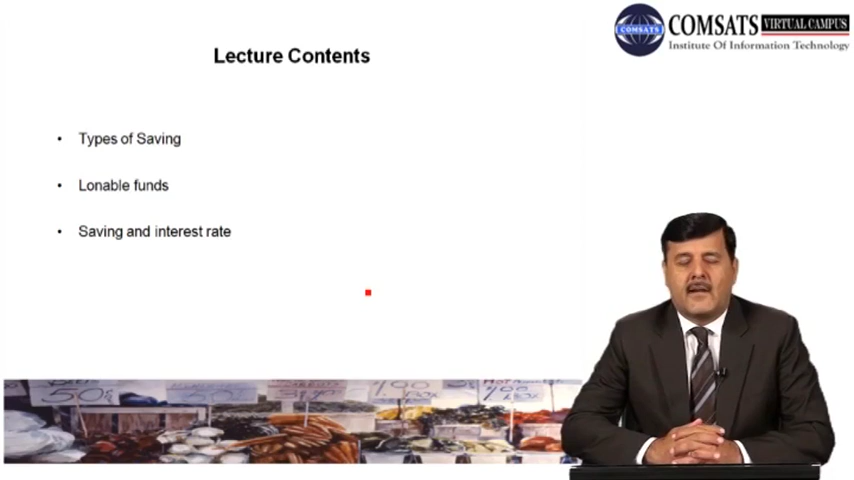 COMSATS VIRTUAL CAMPUS
COMSATS
Institute Of Information Technology
Lecture Contents
• Types of Saving
• Lonable funds
• Saving and interest rate
50¢